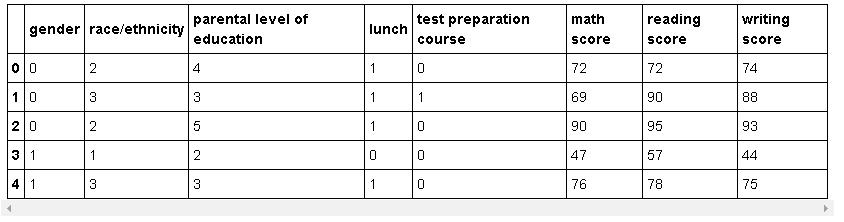 gender race/ethnicity parental level of education lunch test preparation course math score reading score writing score
0 0 2 4 1 0 72 72 74
1 0 3 3 1 1 69 90 88
2 0 2 5 1 0 90 95 93
3 1 1 2 0 0 47 57 44
4 1 3 3 1 0 76 78 75